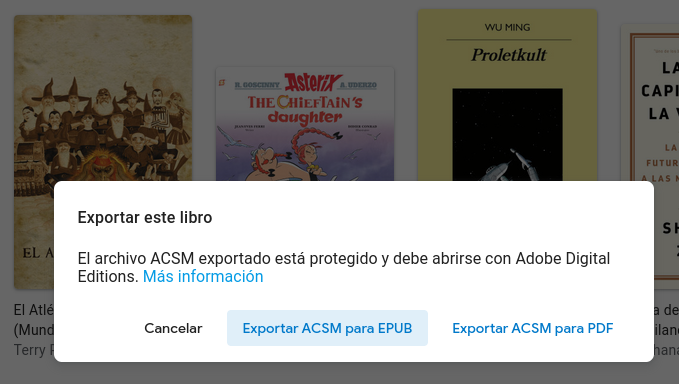 WU MING
Proletkult
R. GOSCINNY Asterix A. UDERZO
THE CHIEFTAIN'S
daughter
LA
CAPI
LA V
LA
FUTUR
A LAS
SH
Z
EL A
Exportar este libro
El archivo ACSM exportado está protegido y debe abrirse con Adobe Digital
Editions. Más información
Cancelar Exportar ACSM para EPUB Exportar ACSM para PDF
El Atlé
(Mund
Terry
a de
ilan
hana